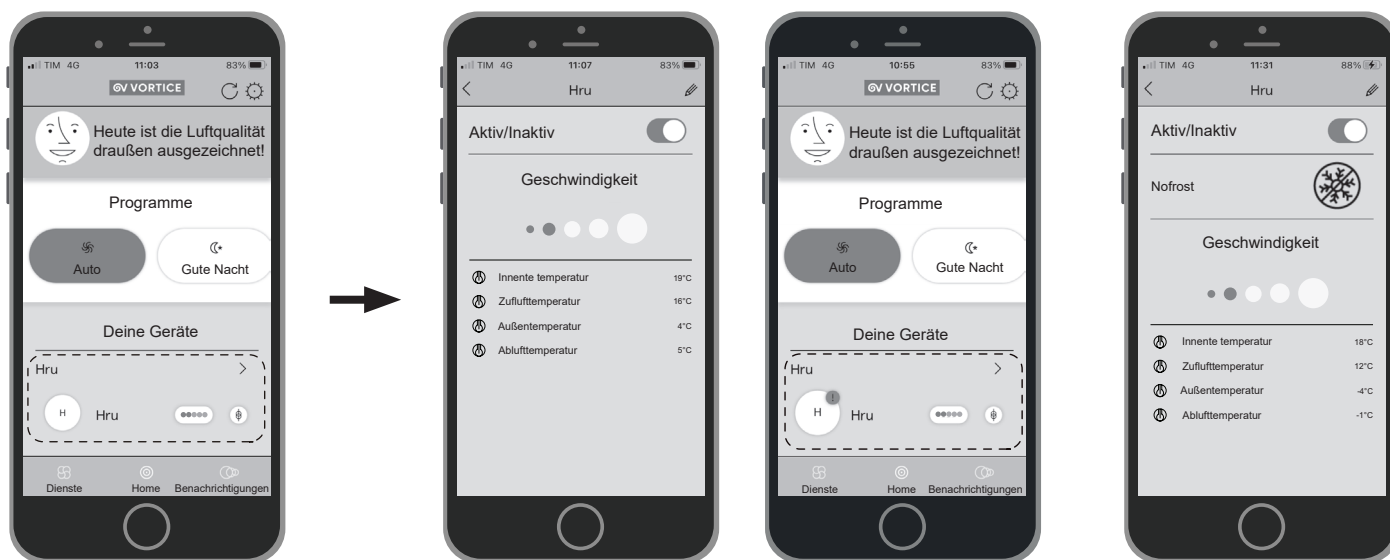 TIM 4G 11:03 83%
VORTICE
Heute ist die Luftqualität
draußen ausgezeichnet!
Programme
Auto Gute Nacht
Deine Geräte
Hru
H Hru
Dienste Home Benachrichtigungen
TIM 4G 11:07 83%
Hru
Aktiv/Inaktiv
Geschwindigkeit
Innente temperatur 19°C
Zuflufttemperatur 16°C
Außentemperatur 4°C
Ablufttemperatur 5°C
TIM 4G 10:55 83%
VORTICE
Heute ist die Luftqualität
draußen ausgezeichnet!
Programme
Auto Gute Nacht
Deine Geräte
Hru
!
H Hru
Dienste Home Benachrichtigungen
TIM 4G 11:31 88%
Hru
Aktiv/Inaktiv
Nofrost
Geschwindigkeit
Innente temperatur 18°C
Zuflufttemperatur 12°C
Außentemperatur -4°C
Ablufttemperatur -1°C